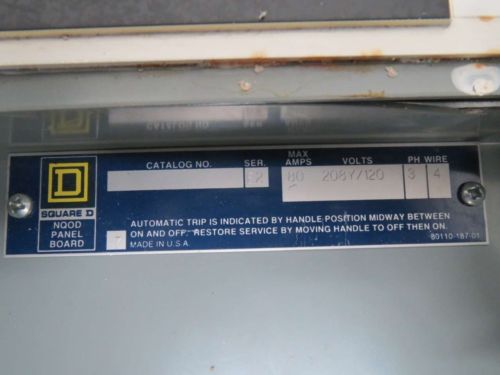 CATALOG NO. SER. MAX AMPS VOLTS PH WIRE
208Y/120 3 4
D
SQUARE D
NQOD
PANEL
BOARD
AUTOMATIC TRIP IS INDICATED BY HANDLE POSITION MIDWAY BETWEEN
ON AND OFF. RESTORE SERVICE BY MOVING HANDLE TO OFF THEN ON.
MADE IN U.S.A. 80110-187-01